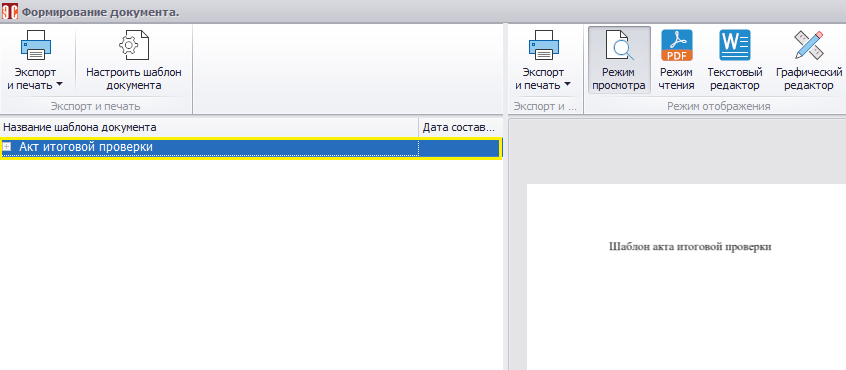 Формирование документа.
Экспорт
и печать
Настроить шаблон
документа
Экспорт и печать
Экспорт
и печать
Режим
просмотра
PDF
Режим
чтения
W
Текстовый
редактор
Графический
редактор
Экспорт и ...
Режим отображения
Название шаблона документа
Дата состав...
Акт итоговой проверки
Шаблон акта итоговой проверки